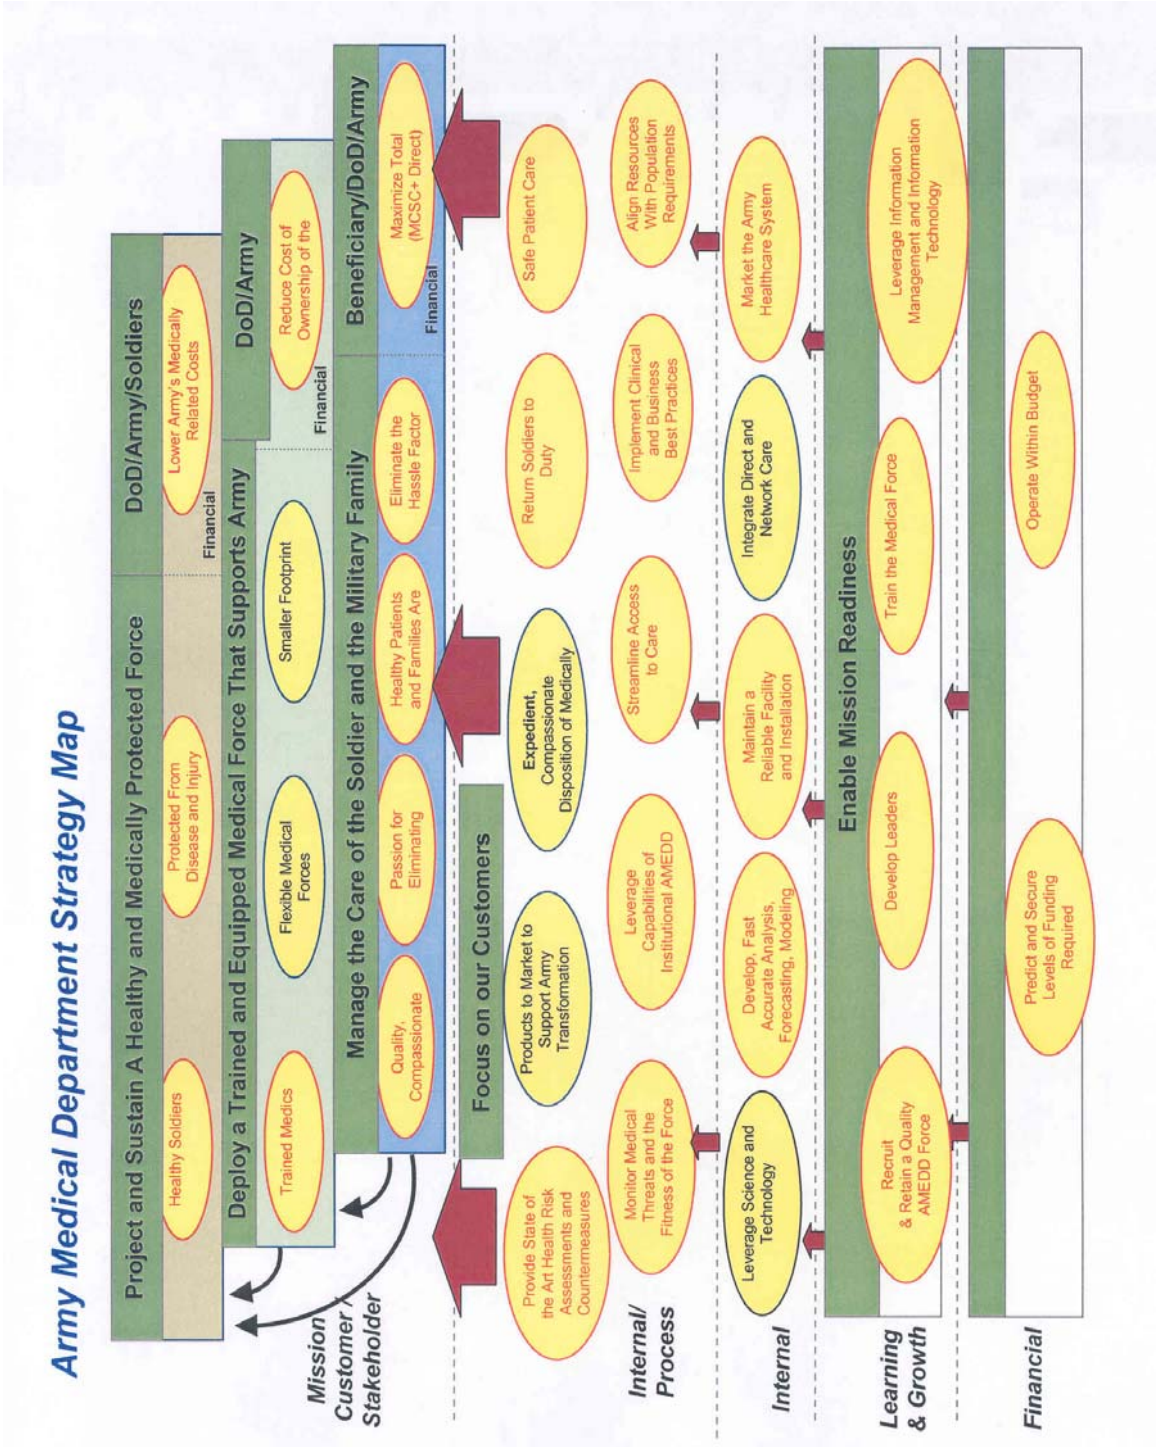 Army Medical Department Strategy Map
Project and Sustain A Healthy and Medically Protected Force
DoD/Army/Soldiers
Healthy Soldiers
Protected From
Disease and Injury
Lower Army's Medically
Related Costs
Financial
Deploy a Trained and Equipped Medical Force That Supports Army
DoD/Army
Trained Medics
Flexible Medical
Forces
Smaller Footprint
Reduce Cost of
Ownership of the
Financial
Manage the Care of the Soldier and the Military Family
Beneficiary/DoD/Army
Quality,
Compassionate
Passion for
Eliminating
Healthy Patients
and Families Are
Eliminate the
Hassle Factor
Maximize Total
(MCSC+ Direct)
Financial
Mission
Customer /
Stakeholder
Focus on our Customers
Provide State of
the Art Health Risk
Assessments and
Countermeasures
Products to Market to
Support Army
Transformation
Expedient,
Compassionate
Disposition of Medically
Return Soldiers to
Duty
Safe Patient Care
Internal/
Process
Monitor Medical
Threats and the
Fitness of the Force
Leverage
Capabilities of
Institutional AMEDD
Streamline Access
to Care
Implement Clinical
and Business
Best Practices
Align Resources
With Population
Requirements
Internal
Leverage Science and
Technology
Develop, Fast
Accurate Analysis,
Forecasting, Modeling
Maintain a
Reliable Facility
and Installation
Integrate Direct and
Network Care
Market the Army
Healthcare System
Enable Mission Readiness
Learning
& Growth
Recruit
& Retain a Quality
AMEDD Force
Develop Leaders
Train the Medical Force
Leverage Information
Management and Information
Technology
Financial
Predict and Secure
Levels of Funding
Required
Operate Within Budget